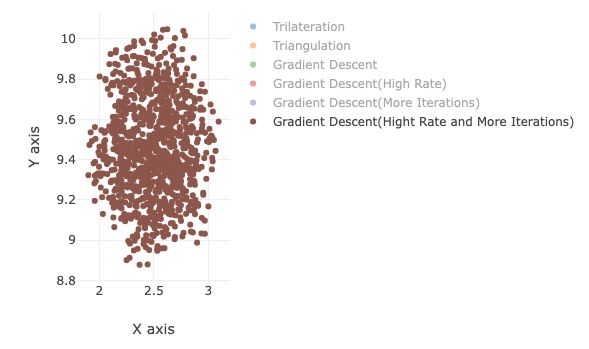 10
9.8
9.6
9.4
9.2
9
8.8
2
2.5
3
Y axis
X axis
Trilateration
Triangulation
Gradient Descent
Gradient Descent(High Rate)
Gradient Descent(More Iterations)
Gradient Descent(Hight Rate and More Iterations)